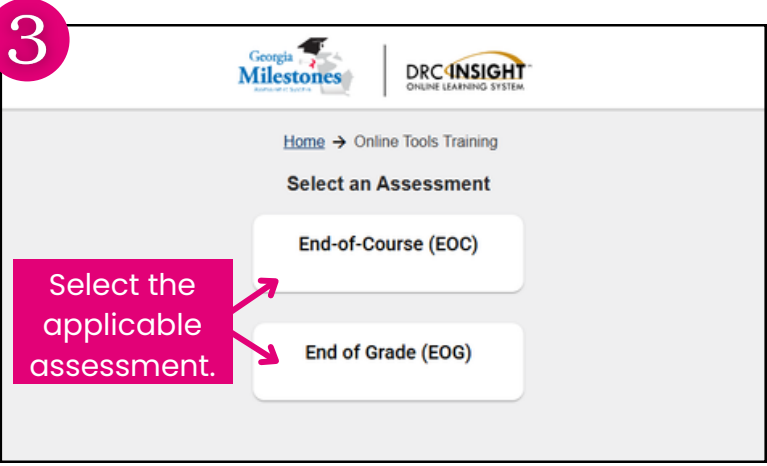 3
Georgia
Milestones
DRC INSIGHT
ONLINE LEARNING SYSTEM
Home → Online Tools Training
Select an Assessment
End-of-Course (EOC)
Select the
applicable
assessment.
End of Grade (EOG)